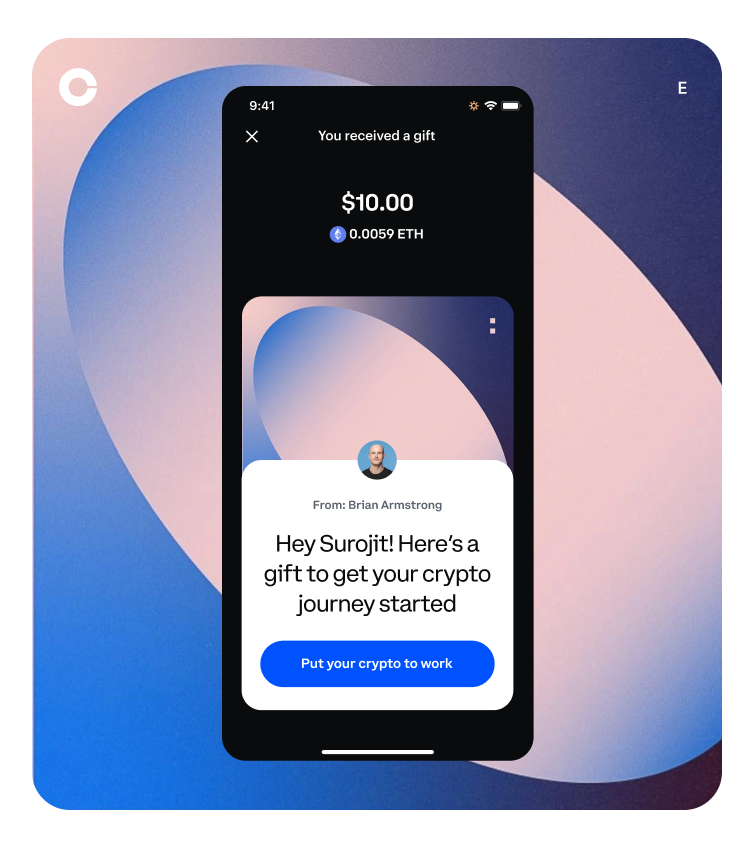 E
9:41
You received a gift
$10.00
0.0059 ETH
From: Brian Armstrong
Hey Surojit! Here's a
gift to get your crypto
journey started
Put your crypto to work